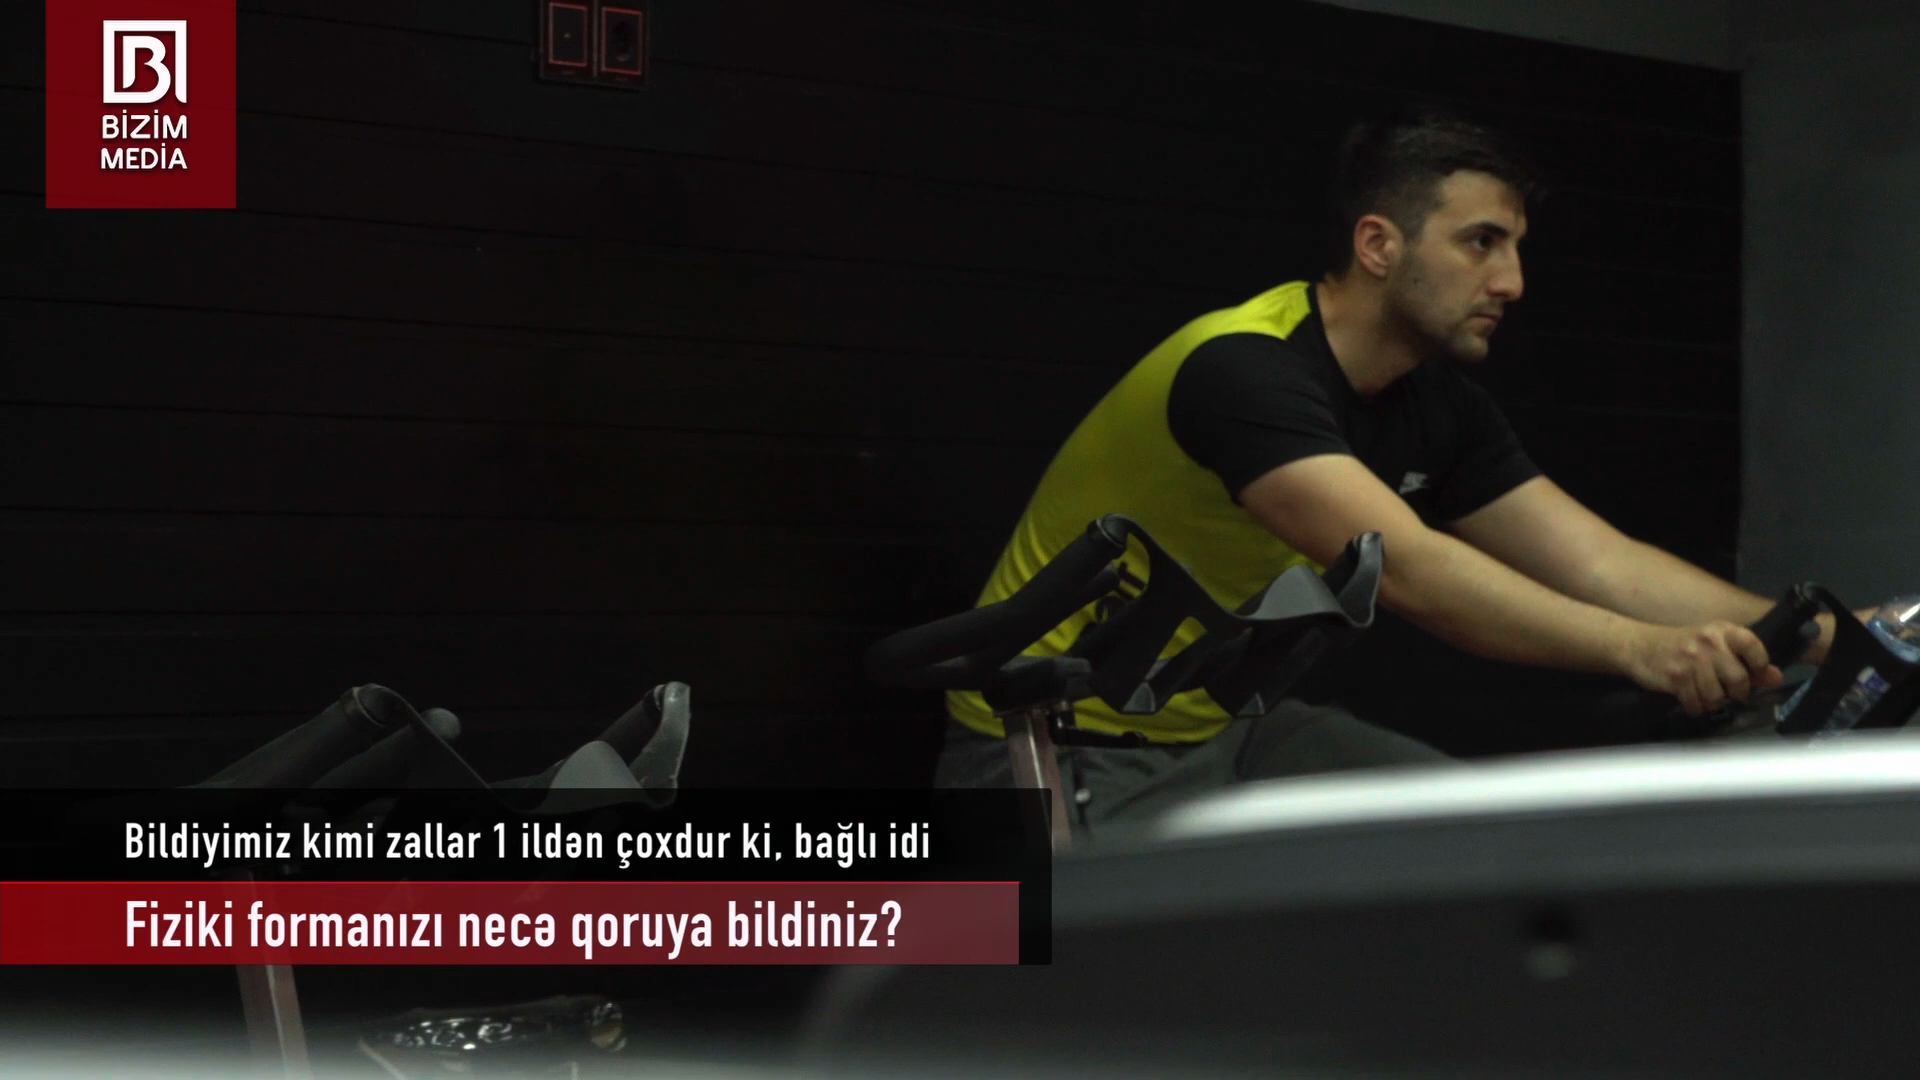 BİZİM
MEDİA
Bildiyimiz kimi zallar 1 ildən çoxdur ki, bağlı idi
Fiziki formanızı necə qoruya bildiniz?